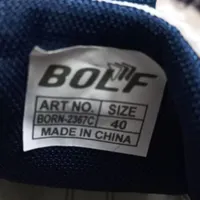 BOLF
ART NO. SIZE
BORN-2367C 40
MADE IN CHINA